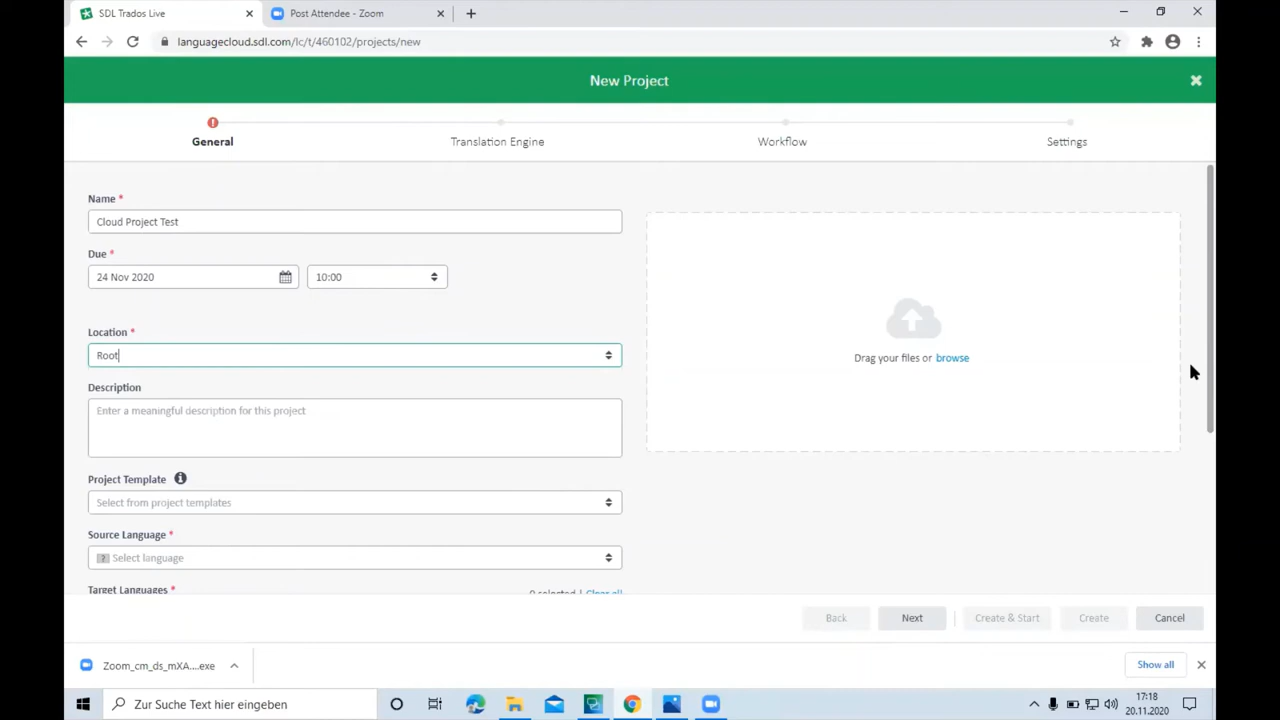 SDL Trados Live
Post Attendee - Zoom
languagecloud.sdl.com/lc/t/460102/projects/new
New Project
General
Translation Engine
Workflow
Settings
Name *
Cloud Project Test
Due *
24 Nov 2020
10:00
Location *
Root
Description
Enter a meaningful description for this project
Project Template
Select from project templates
Source Language *
? Select language
Target Languages *
0 selected | Clear all
Drag your files or browse
Back
Next
Create & Start
Create
Cancel
Zoom_cm_ds_mXA....exe
Show all
Zur Suche Text hier eingeben
17:18
20.11.2020